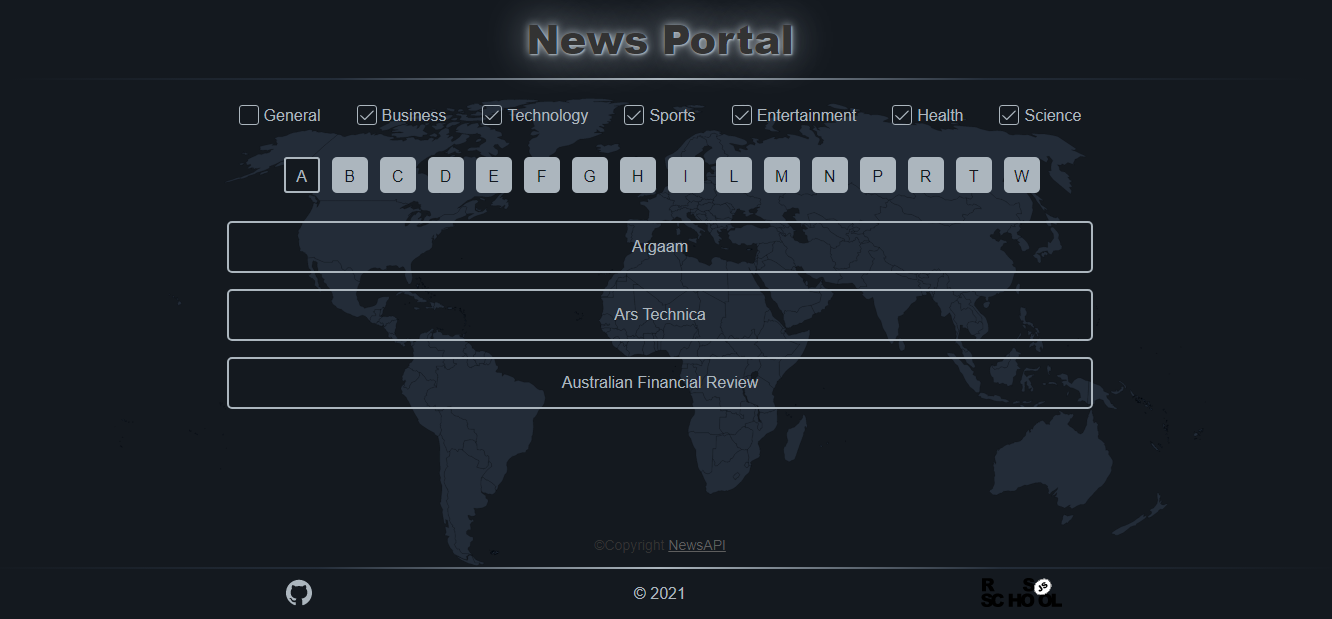 News Portal
General Business Technology Sports Entertainment Health Science
A B C D E F G H I L M N P R T W
Argaam
Ars Technica
Australian Financial Review
©Copyright NewsAPI
© 2021
R S JS
SCHOOL